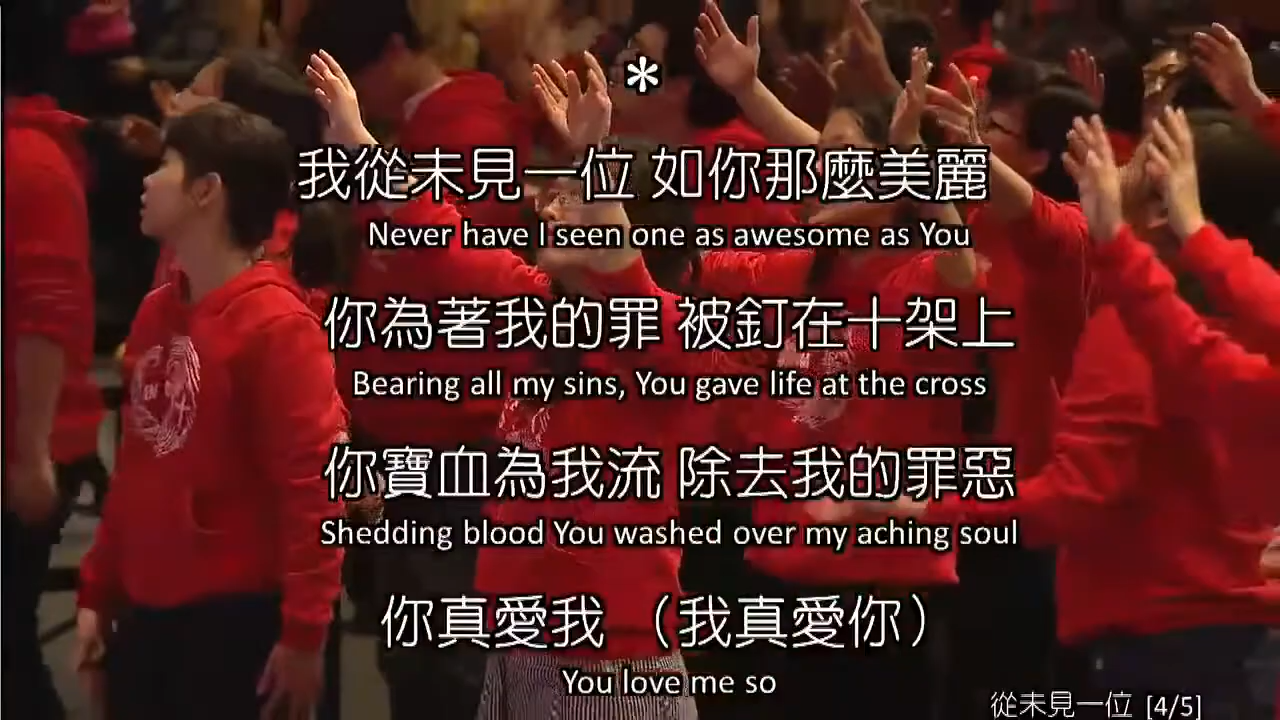 *
我從未見一位 如你那麼美麗
Never have I seen one as awesome as You
你為著我的罪 被釘在十架上
Bearing all my sins, You gave life at the cross
你寶血為我流 除去我的罪惡
Shedding blood You washed over my aching soul
你真愛我 （我真愛你）
You love me so
從未見一位 [4/5]